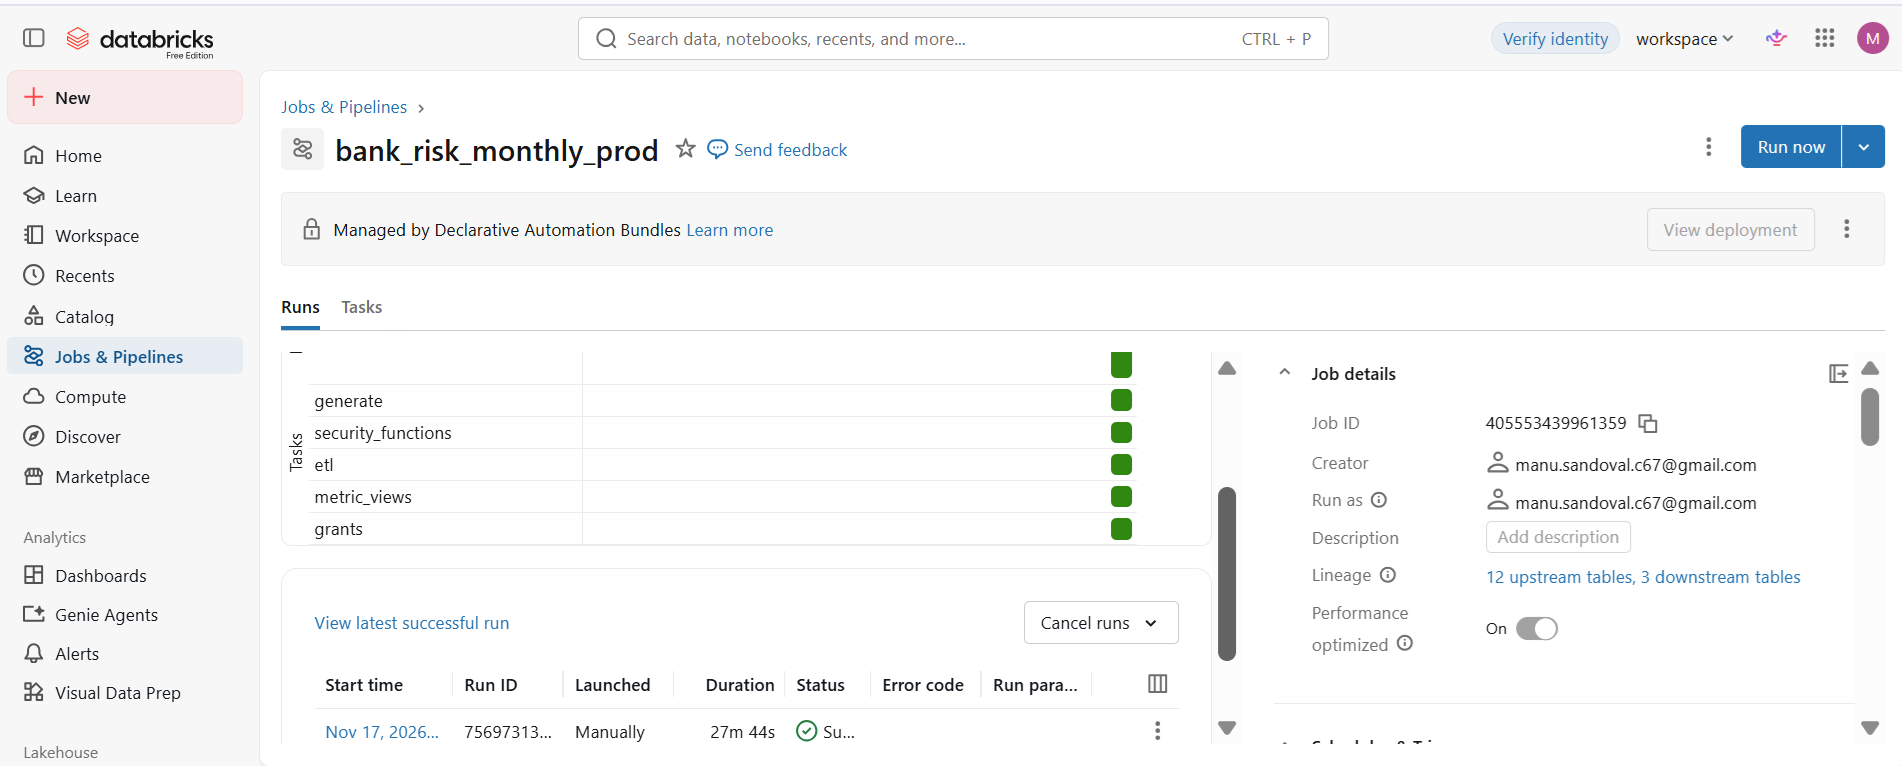 databricks
Free Edition
Search data, notebooks, recents, and more...
CTRL + P
Verify identity
workspace
M
New
Home
Learn
Workspace
Recents
Catalog
Jobs & Pipelines
Compute
Discover
Marketplace
Analytics
Dashboards
Genie Agents
Alerts
Visual Data Prep
Lakehouse
Jobs & Pipelines
bank_risk_monthly_prod
Send feedback
Run now
Managed by Declarative Automation Bundles Learn more
View deployment
Runs Tasks
Tasks
generate
security_functions
etl
metric_views
grants
View latest successful run
Cancel runs
Start time Run ID Launched Duration Status Error code Run para...
Nov 17, 2026... 75697313... Manually 27m 44s Su...
Job details
Job ID 405553439961359
Creator manu.sandoval.c67@gmail.com
Run as manu.sandoval.c67@gmail.com
Description Add description
Lineage 12 upstream tables, 3 downstream tables
Performance
optimized On